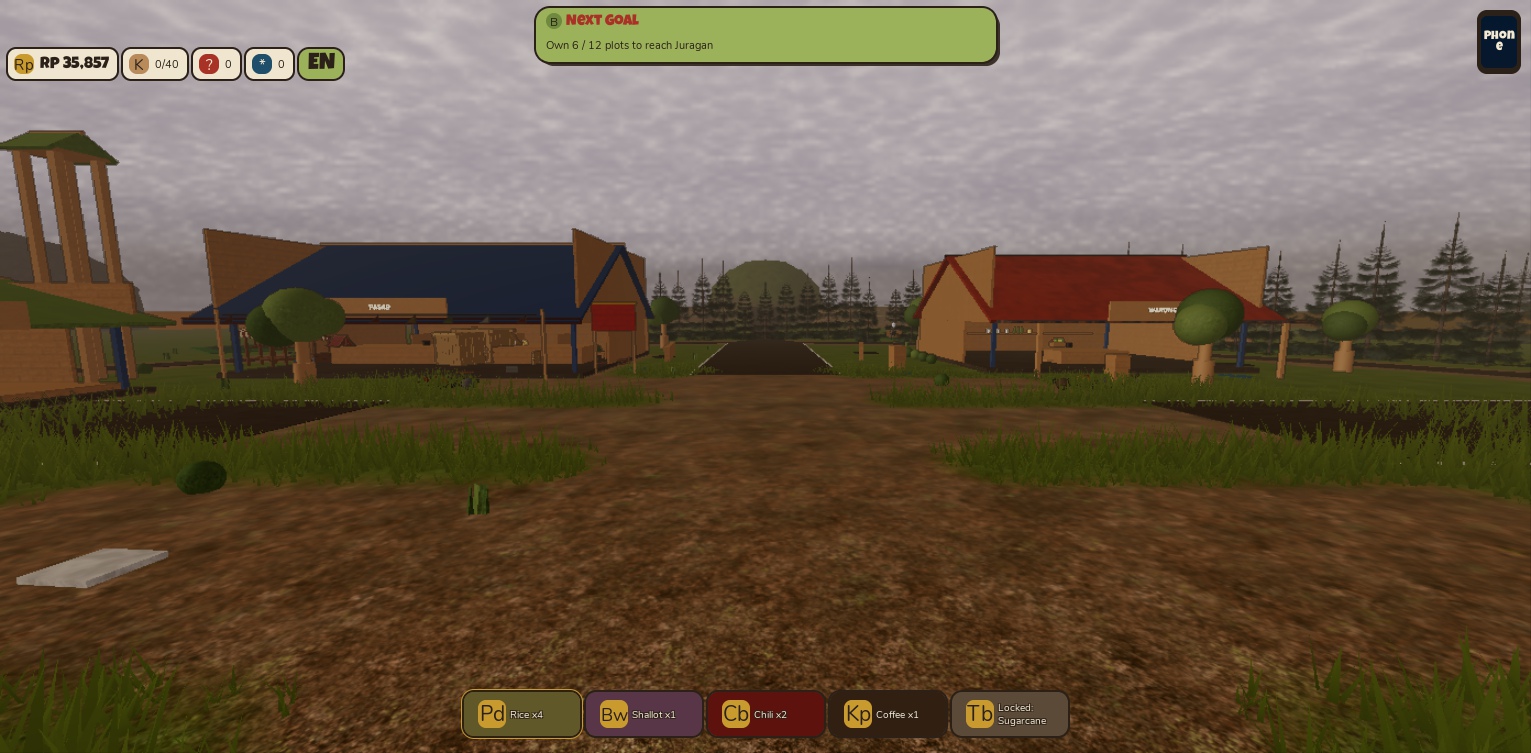 B NEXT GOAL
Own 6 / 12 plots to reach Juragan
Rp RP 35,857
K 0/40
? 0
* 0
EN
PHON
E
PASAR
Pd Rice x4
Bw Shallot x1
Cb Chili x2
Kp Coffee x1
Tb Locked:
Sugarcane